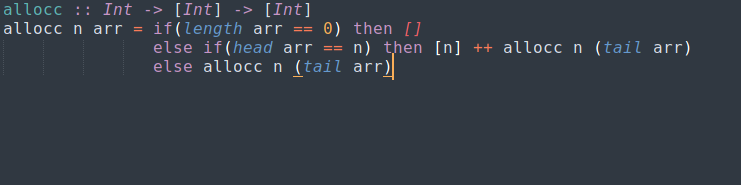 allocc :: Int -> [Int] -> [Int]
allocc n arr = if(length arr == 0) then []
               else if(head arr == n) then [n] ++ allocc n (tail arr)
               else allocc n (tail arr)